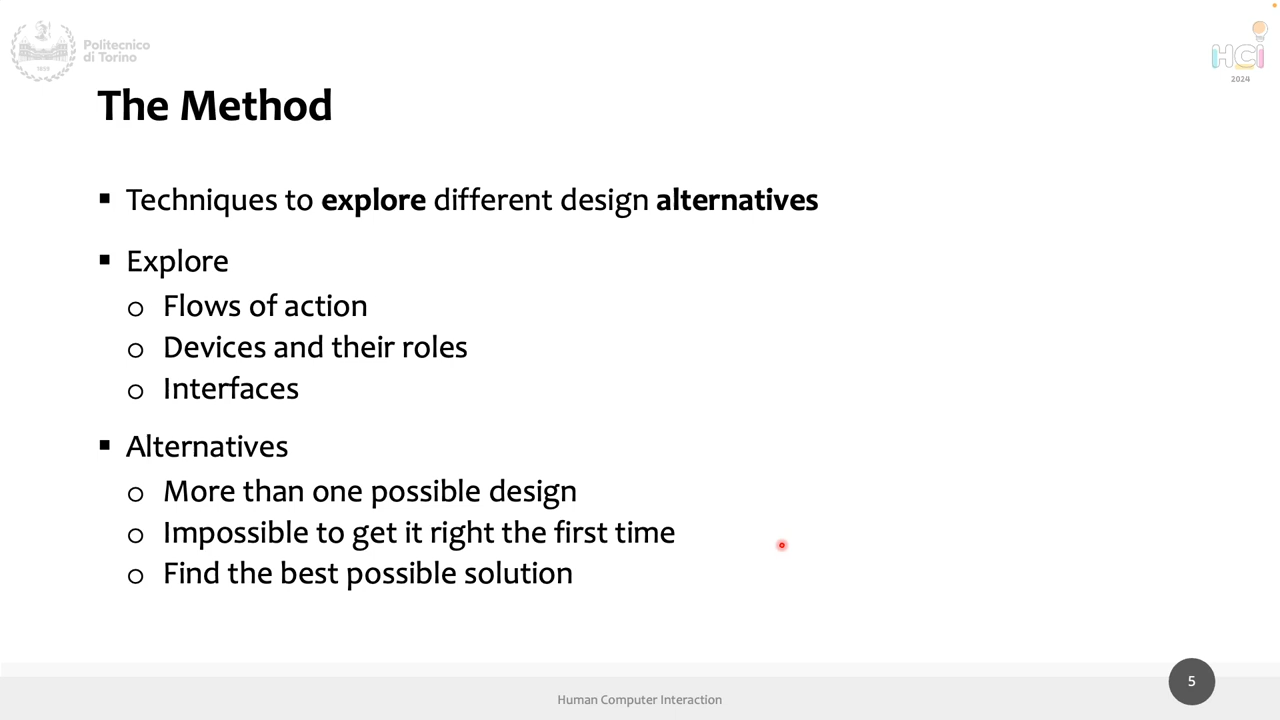 Politecnico
di Torino
1859
HCI
2024
The Method
▪ Techniques to explore different design alternatives
▪ Explore
o Flows of action
o Devices and their roles
o Interfaces
▪ Alternatives
o More than one possible design
o Impossible to get it right the first time
o Find the best possible solution
5
Human Computer Interaction